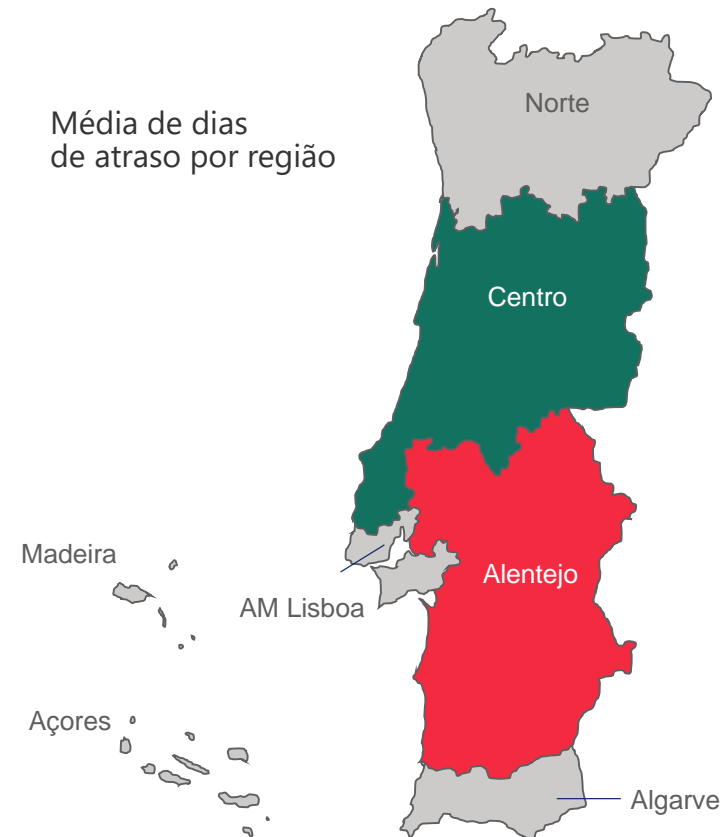 Média de dias
de atraso por região
Norte
Centro
Alentejo
Madeira
AM Lisboa
Açores
Algarve